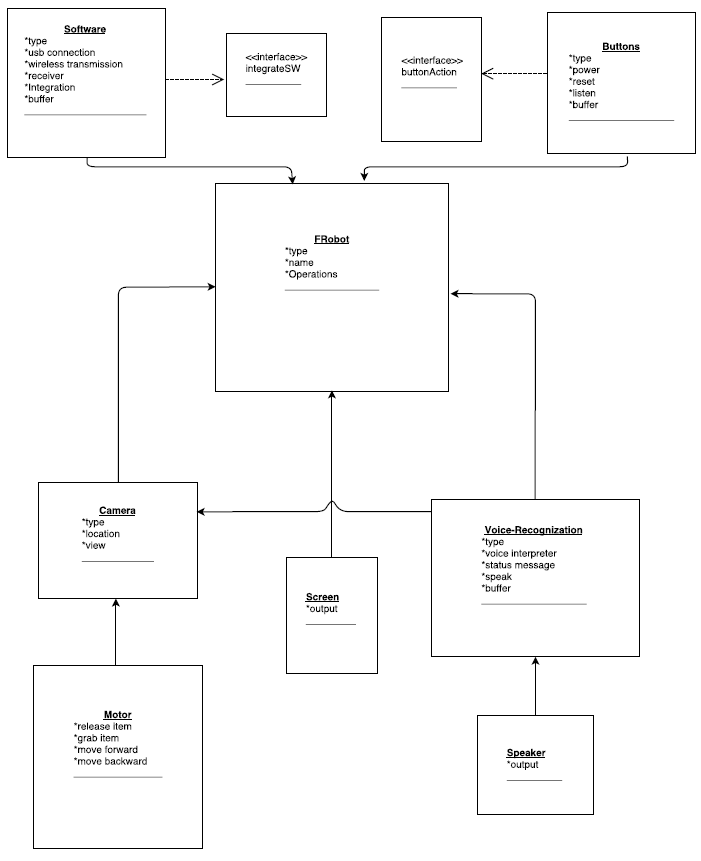 Software
*type
*usb connection
*wireless transmission
*receiver
*Integration
*buffer
<<interface>>
integrateSW
<<interface>>
buttonAction
Buttons
*type
*power
*reset
*listen
*buffer
FRobot
*type
*name
*Operations
Camera
*type
*location
*view
Screen
*output
Voice-Recognization
*type
*voice interpreter
*status message
*speak
*buffer
Motor
*release item
*grab item
*move forward
*move backward
Speaker
*output